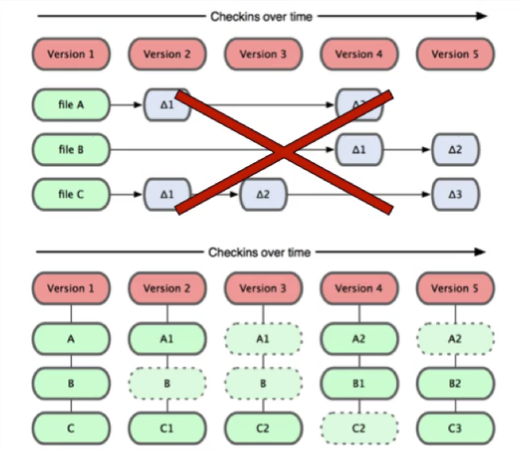 Checkins over time
Version 1 Version 2 Version 3 Version 4 Version 5
file A Δ1
file B Δ1 Δ2
file C Δ1 Δ2 Δ3
Checkins over time
Version 1 Version 2 Version 3 Version 4 Version 5
A A1 A1 A2 A2
B B B B1 B2
C C1 C2 C2 C3